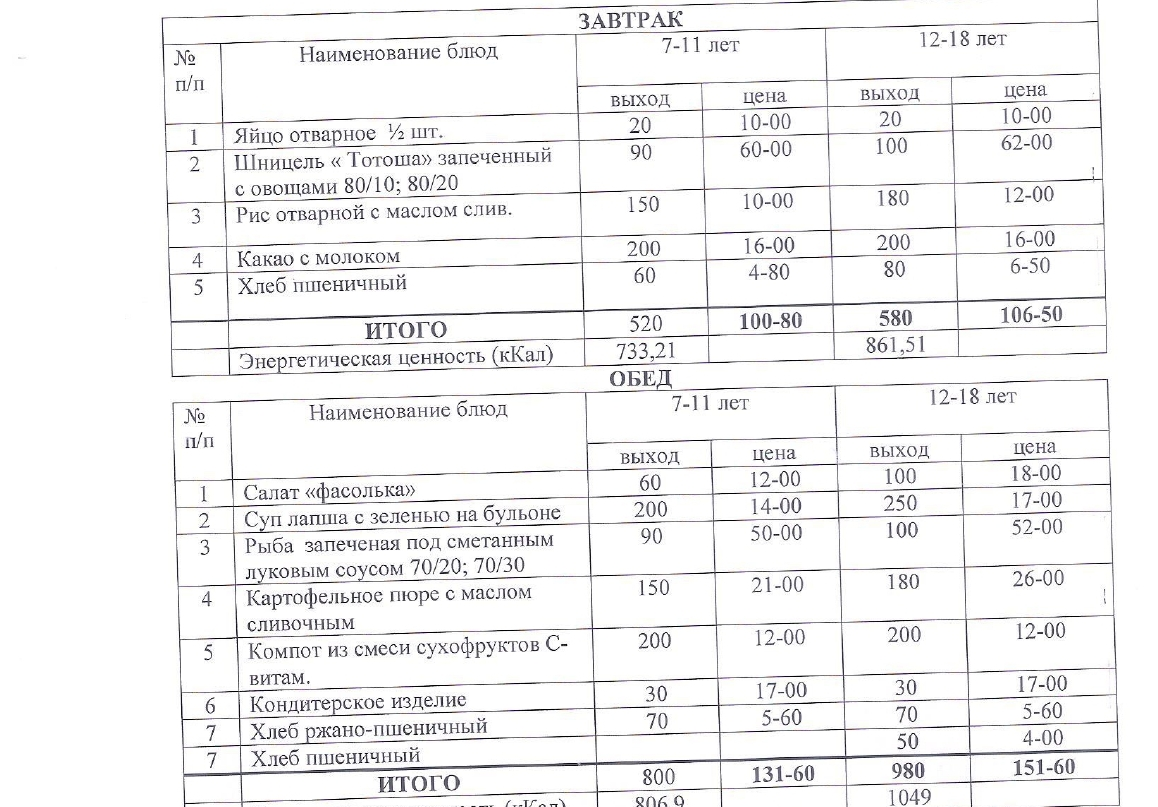 ЗАВТРАК
№ п/п Наименование блюд 7-11 лет 12-18 лет
выход цена выход цена
1 Яйцо отварное ½ шт. 20 10-00 20 10-00
2 Шницель « Тотоша» запеченный 90 60-00 100 62-00
с овощами 80/10; 80/20
3 Рис отварной с маслом слив. 150 10-00 180 12-00
4 Какао с молоком 200 16-00 200 16-00
5 Хлеб пшеничный 60 4-80 80 6-50
ИТОГО 520 100-80 580 106-50
Энергетическая ценность (кКал) 733,21 861,51
ОБЕД
№ п/п Наименование блюд 7-11 лет 12-18 лет
выход цена выход цена
1 Салат «фасолька» 60 12-00 100 18-00
2 Суп лапша с зеленью на бульоне 200 14-00 250 17-00
3 Рыба запеченая под сметанным 90 50-00 100 52-00
луковым соусом 70/20; 70/30
4 Картофельное пюре с маслом 150 21-00 180 26-00
сливочным
5 Компот из смеси сухофруктов С- 200 12-00 200 12-00
витам.
6 Кондитерское изделие 30 17-00 30 17-00
7 Хлеб ржано-пшеничный 70 5-60 70 5-60
7 Хлеб пшеничный 50 4-00
ИТОГО 800 131-60 980 151-60
(кКал) 806,9 1049